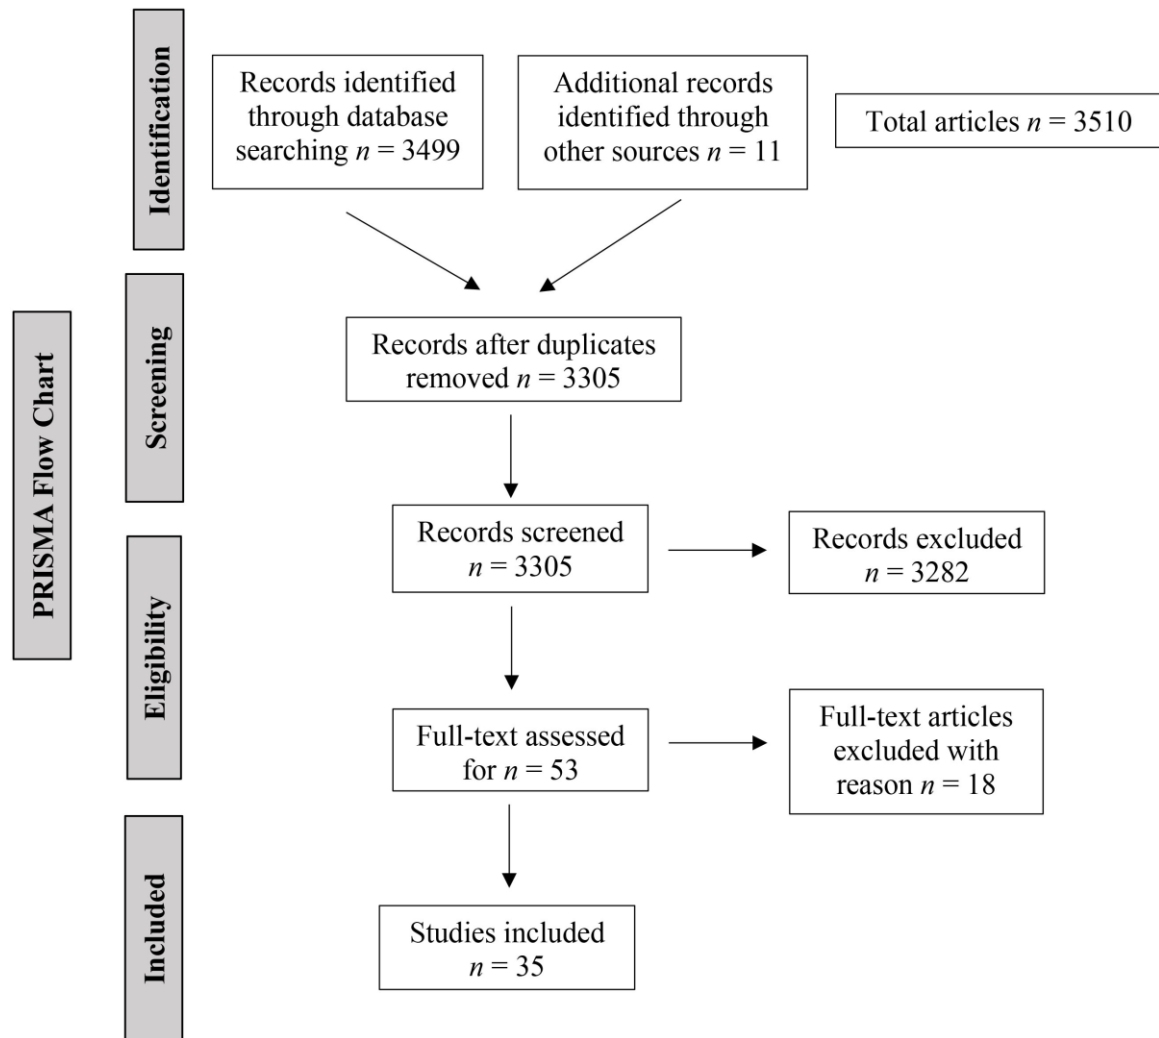 PRISMA Flow Chart
Identification
Records identified
through database
searching n = 3499
Additional records
identified through
other sources n = 11
Total articles n = 3510
Screening
Records after duplicates
removed n = 3305
Records screened
n = 3305
Records excluded
n = 3282
Eligibility
Full-text assessed
for n = 53
Full-text articles
excluded with
reason n = 18
Included
Studies included
n = 35